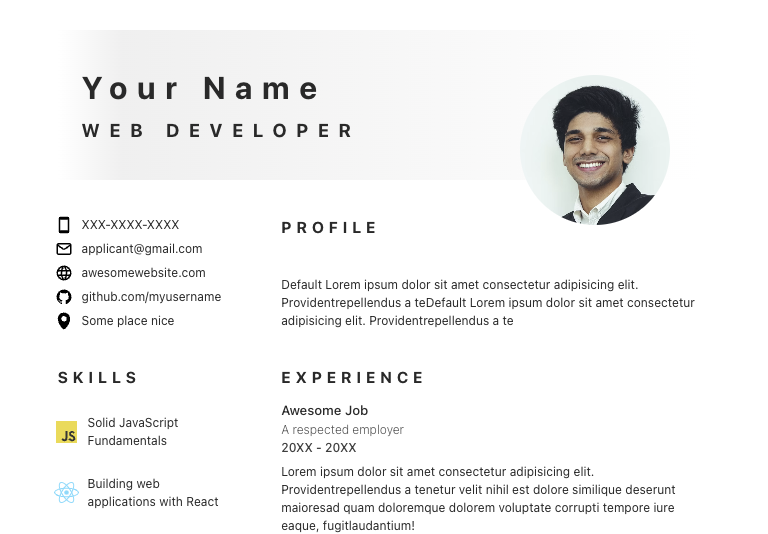 Your Name
WEB DEVELOPER
XXX-XXXX-XXXX
applicant@gmail.com
awesomewebsite.com
github.com/myusername
Some place nice
PROFILE
Default Lorem ipsum dolor sit amet consectetur adipisicing elit.
Providentrepellendus a teDefault Lorem ipsum dolor sit amet consectetur
adipisicing elit. Providentrepellendus a te
SKILLS
JS
Solid JavaScript
Fundamentals
Building web
applications with React
EXPERIENCE
Awesome Job
A respected employer
20XX - 20XX
Lorem ipsum dolor sit amet consectetur adipisicing elit.
Providentrepellendus a tenetur velit nihil est dolore similique deserunt
maioresad quam doloremque dolorem voluptate corrupti tempore iure
eaque, fugitlaudantium!